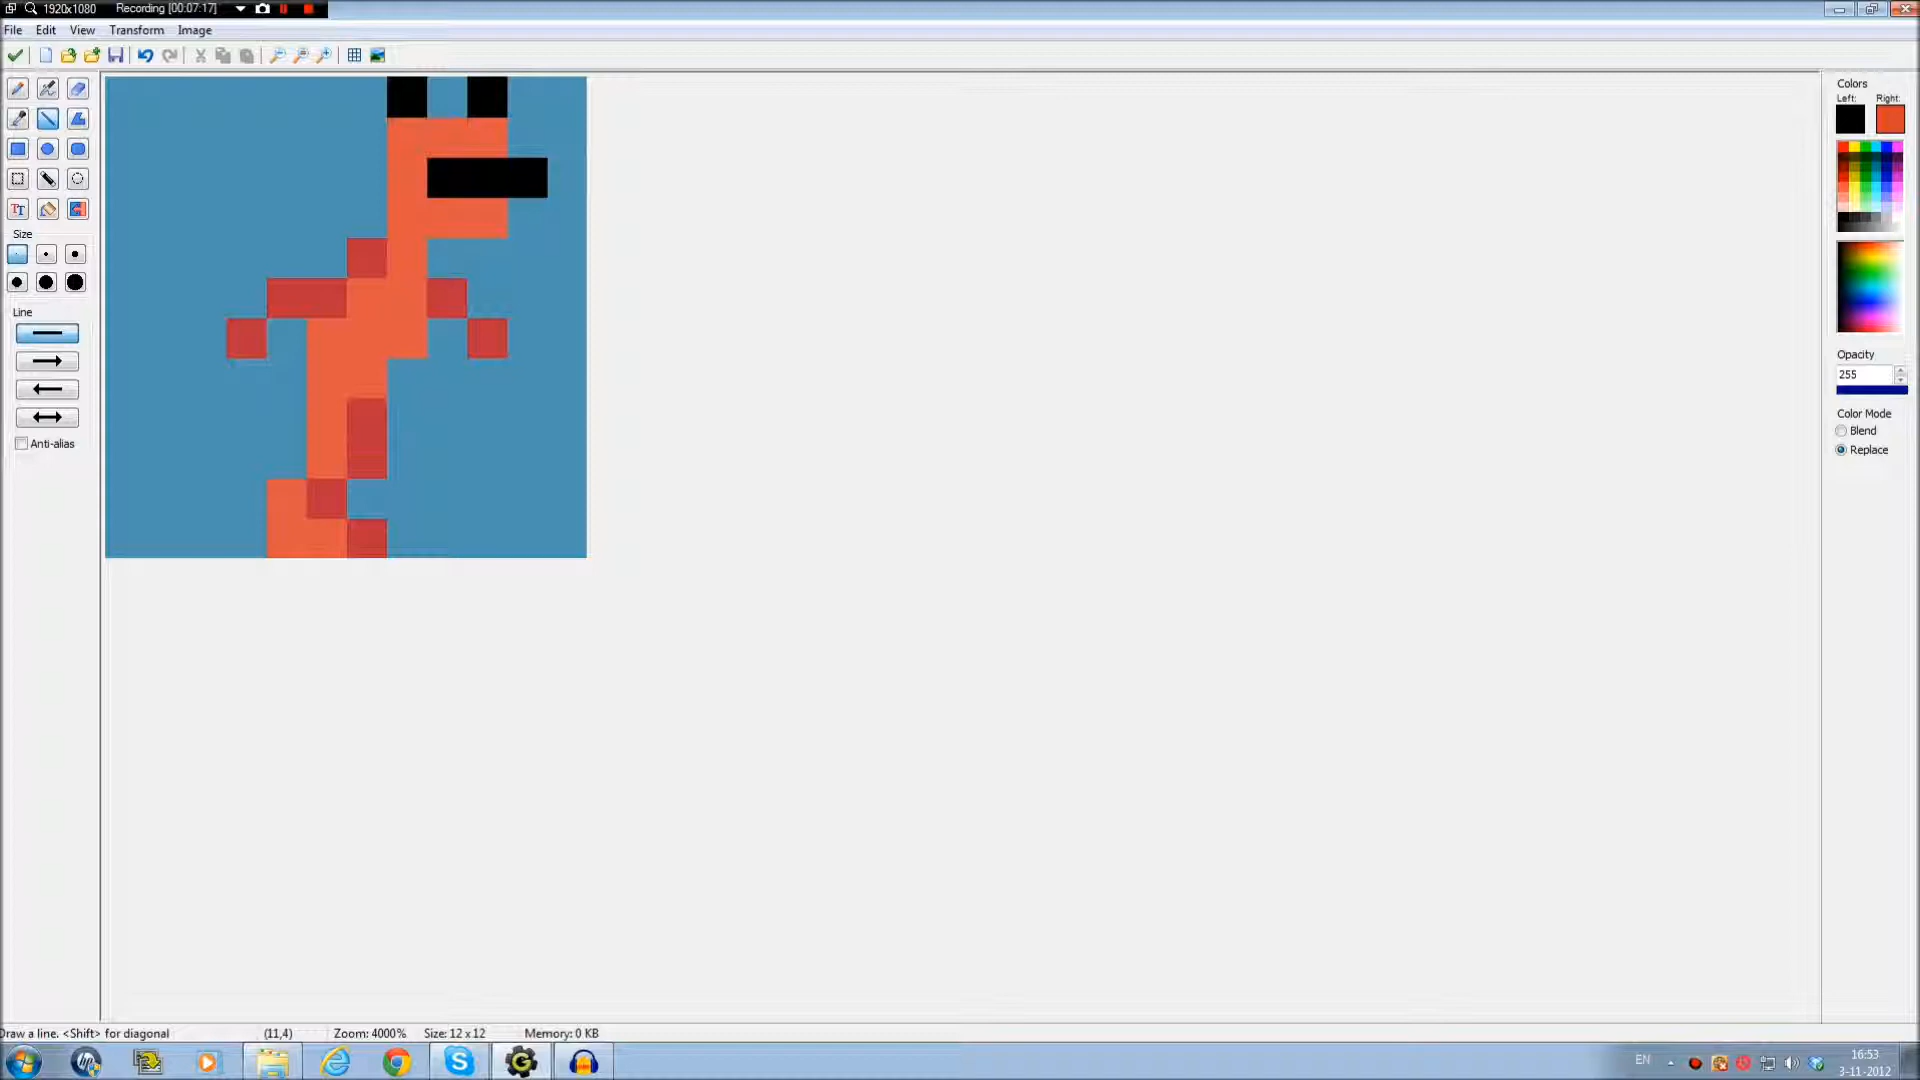 1920x1080 Recording [00:07:17]
File Edit View Transform Image
Colors
Left: Right:
TT
Size
Line
Opacity
255
Color Mode
Anti-alias
Blend
Replace
Draw a line. <Shift> for diagonal (11,4) Zoom: 4000% Size: 12 x 12 Memory: 0 KB
EN
16:53
3-11-2012